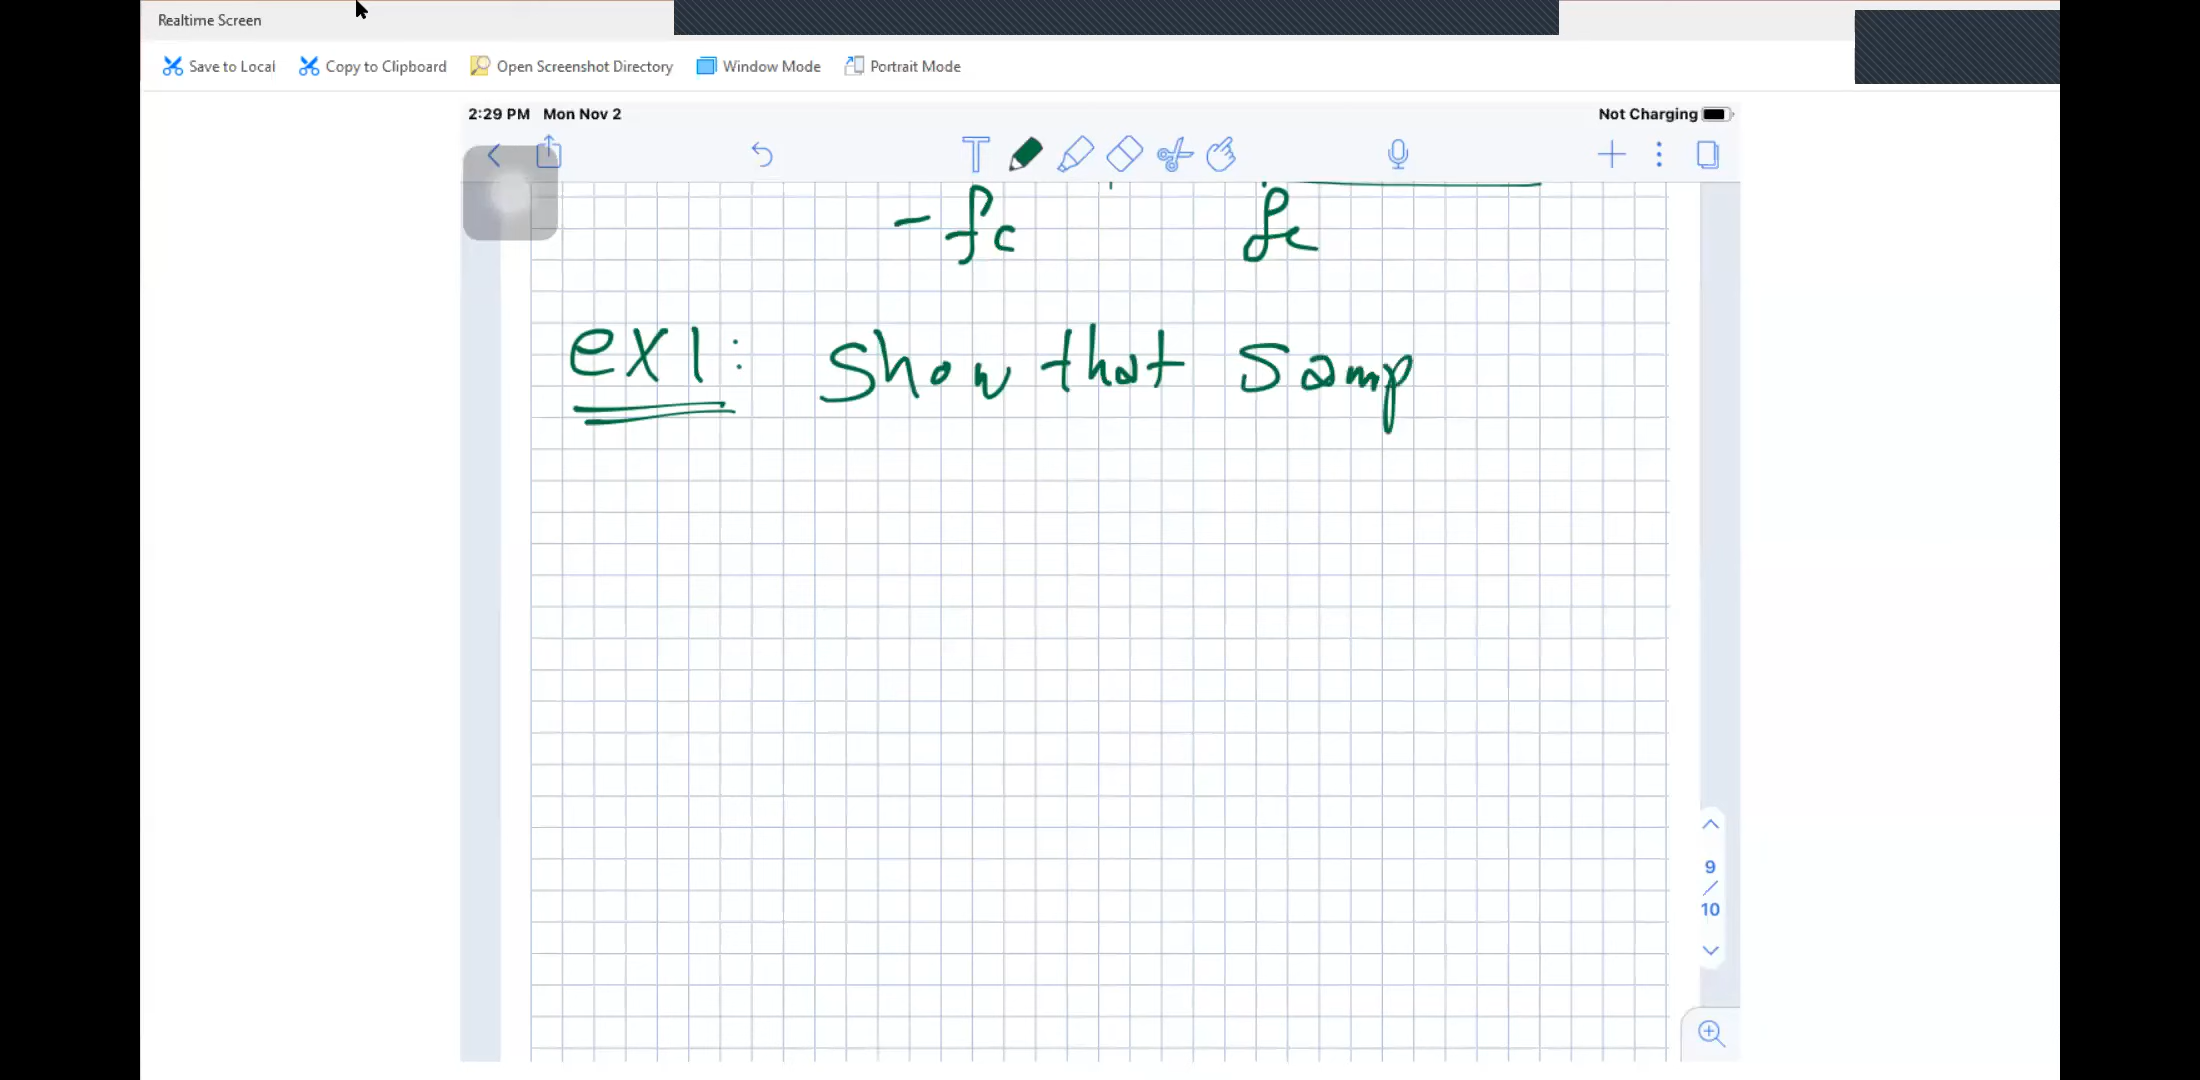 Realtime Screen
Save to Local Copy to Clipboard Open Screenshot Directory Window Mode Portrait Mode
2:29 PM Mon Nov 2 Not Charging
T
-fc fc
ex1: Show that Samp
9
/
10